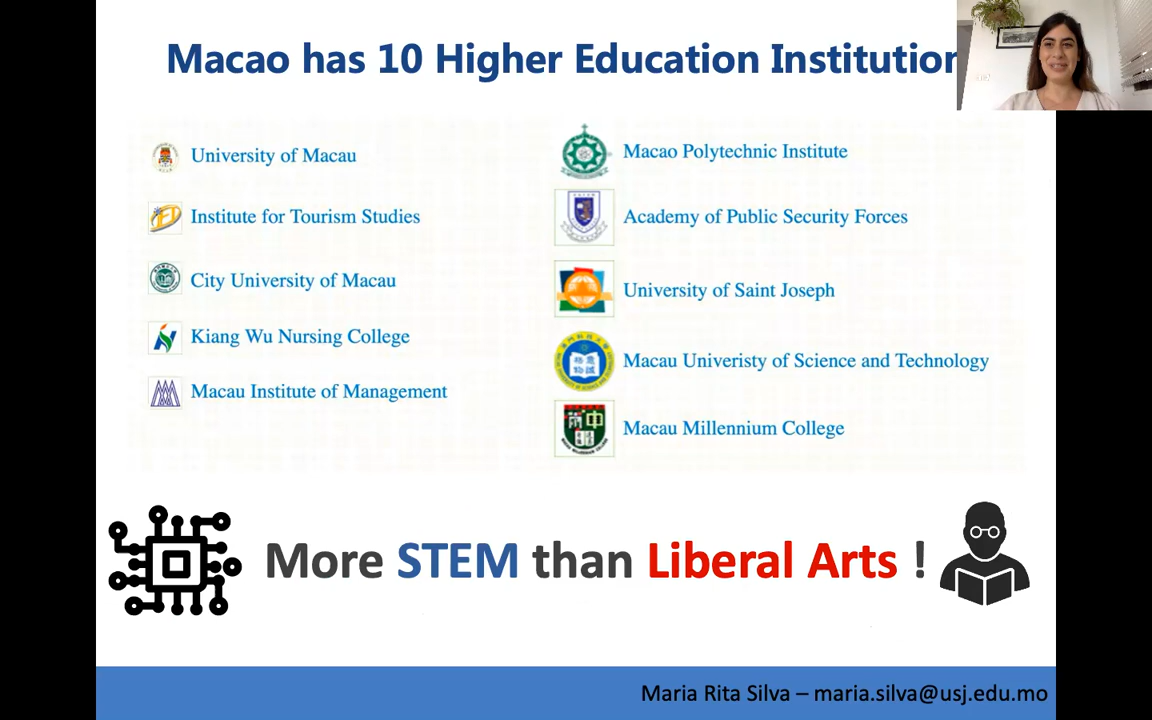 Macao has 10 Higher Education Institution
University of Macau
Institute for Tourism Studies
City University of Macau
Kiang Wu Nursing College
Macau Institute of Management
Macao Polytechnic Institute
Academy of Public Security Forces
University of Saint Joseph
Macau Univeristy of Science and Technology
Macau Millennium College
More STEM than Liberal Arts !
Maria Rita Silva – maria.silva@usj.edu.mo